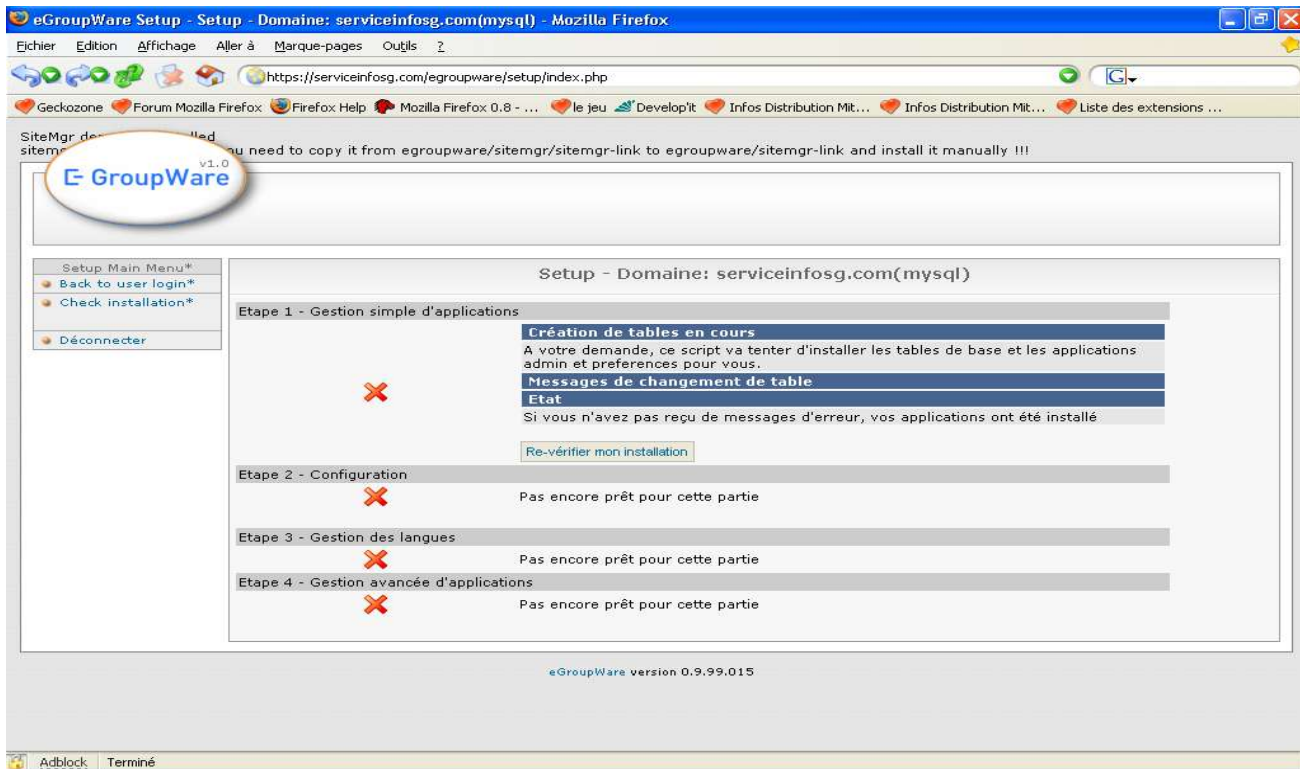 eGroupWare Setup - Setup - Domaine: serviceinfosg.com(mysql) - Mozilla Firefox
Fichier Edition Affichage Aller à Marque-pages Outils ?
https://serviceinfosg.com/egroupware/setup/index.php G
Geckozone Forum Mozilla Firefox Firefox Help Mozilla Firefox 0.8 - ... le jeu Develop'it Infos Distribution Mit... Infos Distribution Mit... Liste des extensions ...
SiteMgr
need to copy it from egroupware/sitemgr/sitemgr-link to egroupware/sitemgr-link and install it manually !!!
v1.0
E-GroupWare
Setup Main Menu*
Back to user login*
Check installation*
Déconnecter
Setup - Domaine: serviceinfosg.com(mysql)
Etape 1 - Gestion simple d'applications
Création de tables en cours
A votre demande, ce script va tenter d'installer les tables de base et les applications
admin et preferences pour vous.
Messages de changement de table
Etat
Si vous n'avez pas reçu de messages d'erreur, vos applications ont été installé
Re-vérifier mon installation
Etape 2 - Configuration
Pas encore prêt pour cette partie
Etape 3 - Gestion des langues
Pas encore prêt pour cette partie
Etape 4 - Gestion avancée d'applications
Pas encore prêt pour cette partie
eGroupWare version 0.9.99.015
Adblock Terminé